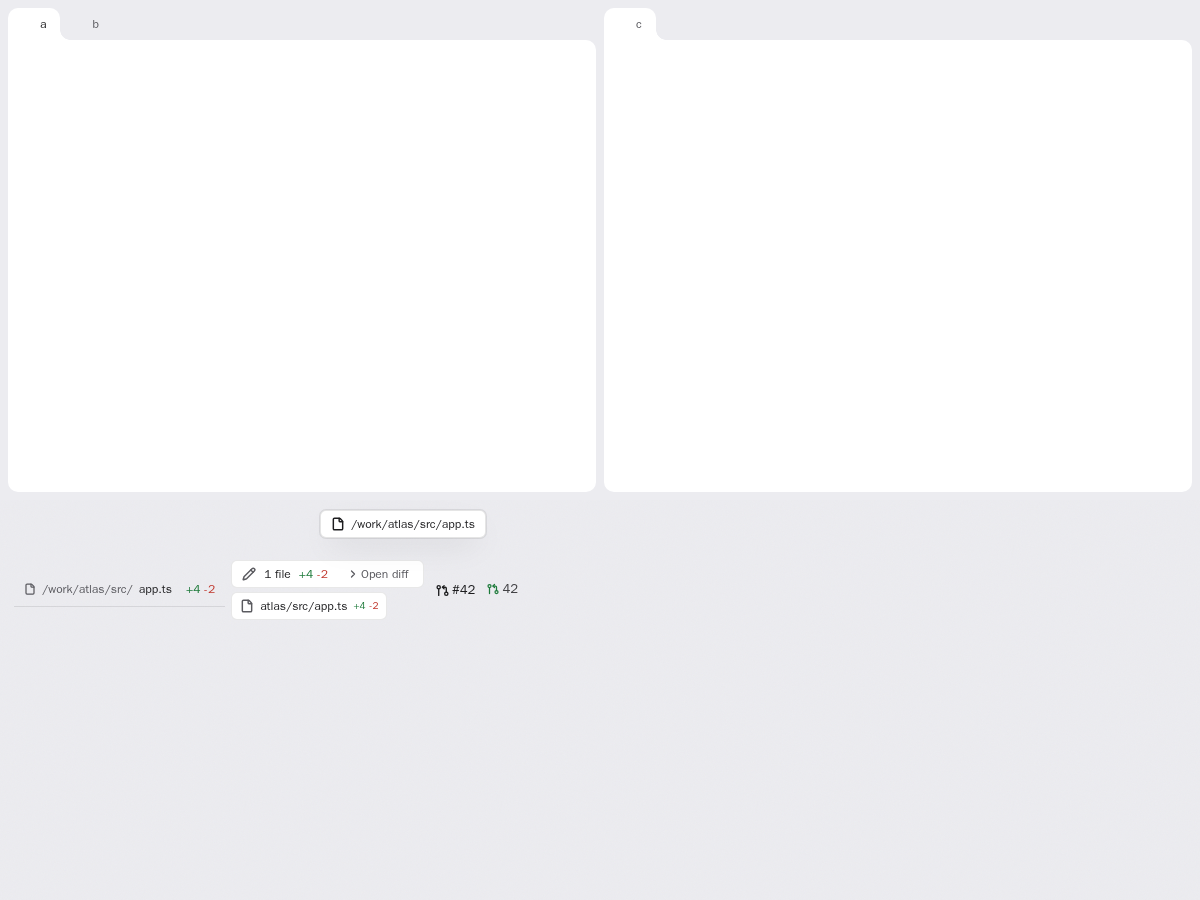 a b c
/work/atlas/src/app.ts
1 file +4 -2 Open diff
/work/atlas/src/ app.ts +4 -2
#42 42
atlas/src/app.ts +4 -2